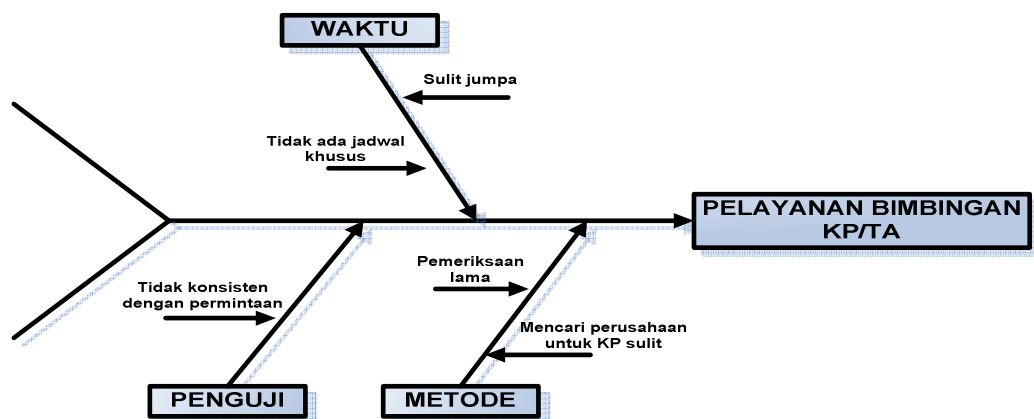 WAKTU
Sulit jumpa
Tidak ada jadwal
khusus
PELAYANAN BIMBINGAN
KP/TA
Tidak konsisten
dengan permintaan
Pemeriksaan
lama
Mencari perusahaan
untuk KP sulit
PENGUJI
METODE